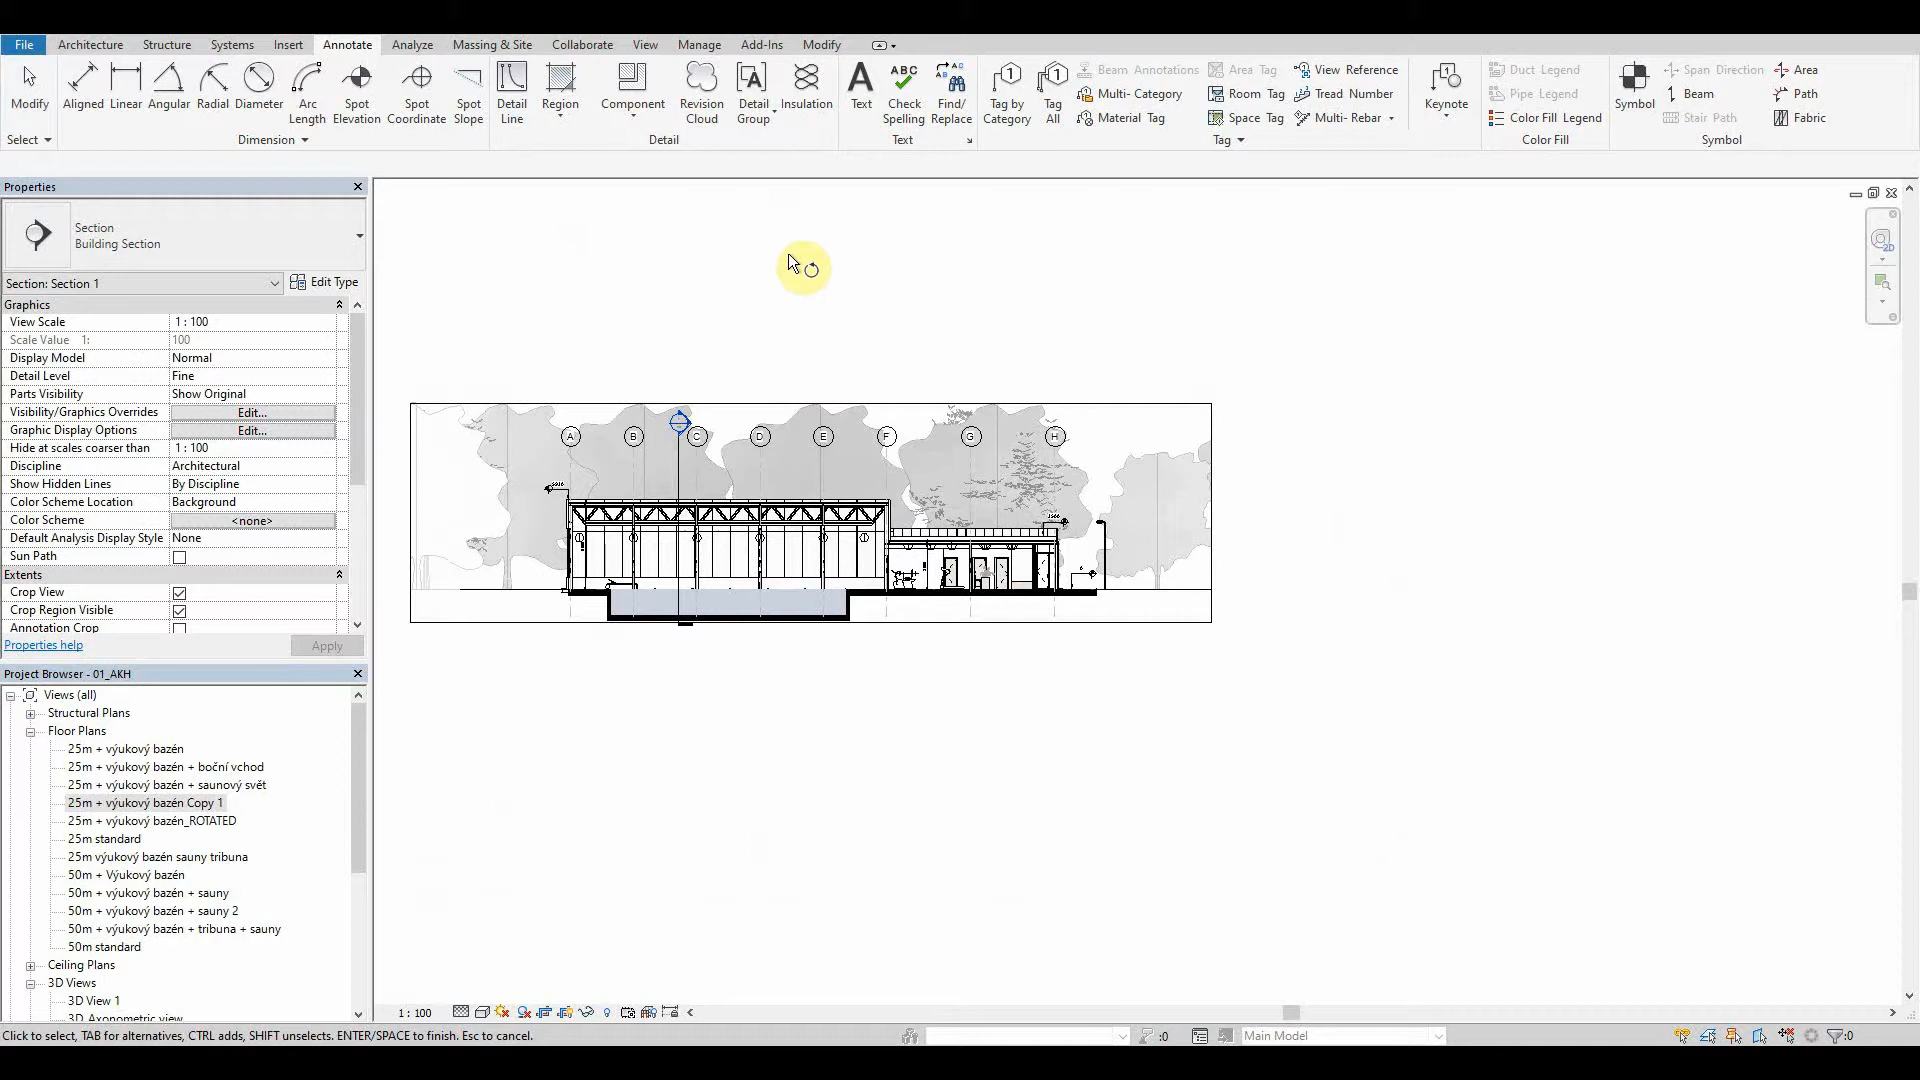 File Architecture Structure Systems Insert Annotate Analyze Massing & Site Collaborate View Manage Add-Ins Modify
Modify Aligned Linear Angular Radial Diameter Arc Length Spot Elevation Spot Coordinate Spot Slope Detail Line Region Component Revision Cloud Detail Group Insulation Text Check Spelling Find/ Replace Tag by Category Tag All
Beam Annotations Area Tag View Reference
Multi- Category Room Tag Tread Number
Material Tag Space Tag Multi- Rebar
Keynote
Duct Legend
Pipe Legend
Color Fill Legend
Symbol
Span Direction Area
Beam Path
Stair Path Fabric
Select Dimension Detail Text Tag Color Fill Symbol
Properties
Section
Building Section
Section: Section 1 Edit Type
Graphics
View Scale 1 : 100
Scale Value 1: 100
Display Model Normal
Detail Level Fine
Parts Visibility Show Original
Visibility/Graphics Overrides Edit...
Graphic Display Options Edit...
Hide at scales coarser than 1 : 100
Discipline Architectural
Show Hidden Lines By Discipline
Color Scheme Location Background
Color Scheme <none>
Default Analysis Display Style None
Sun Path
Extents
Crop View
Crop Region Visible
Annotation Crop
Properties help Apply
Project Browser - 01_AKH
Views (all)
Structural Plans
Floor Plans
25m + výukový bazén
25m + výukový bazén + boční vchod
25m + výukový bazén + saunový svět
25m + výukový bazén Copy 1
25m + výukový bazén_ROTATED
25m standard
25m výukový bazén sauny tribuna
50m + Výukový bazén
50m + výukový bazén + sauny
50m + výukový bazén + sauny 2
50m + výukový bazén + tribuna + sauny
50m standard
Ceiling Plans
3D Views
3D View 1
3D Axonometric view
A B C D E F G H
2D
1 : 100
Click to select, TAB for alternatives, CTRL adds, SHIFT unselects. ENTER/SPACE to finish. Esc to cancel. :0 Main Model :0